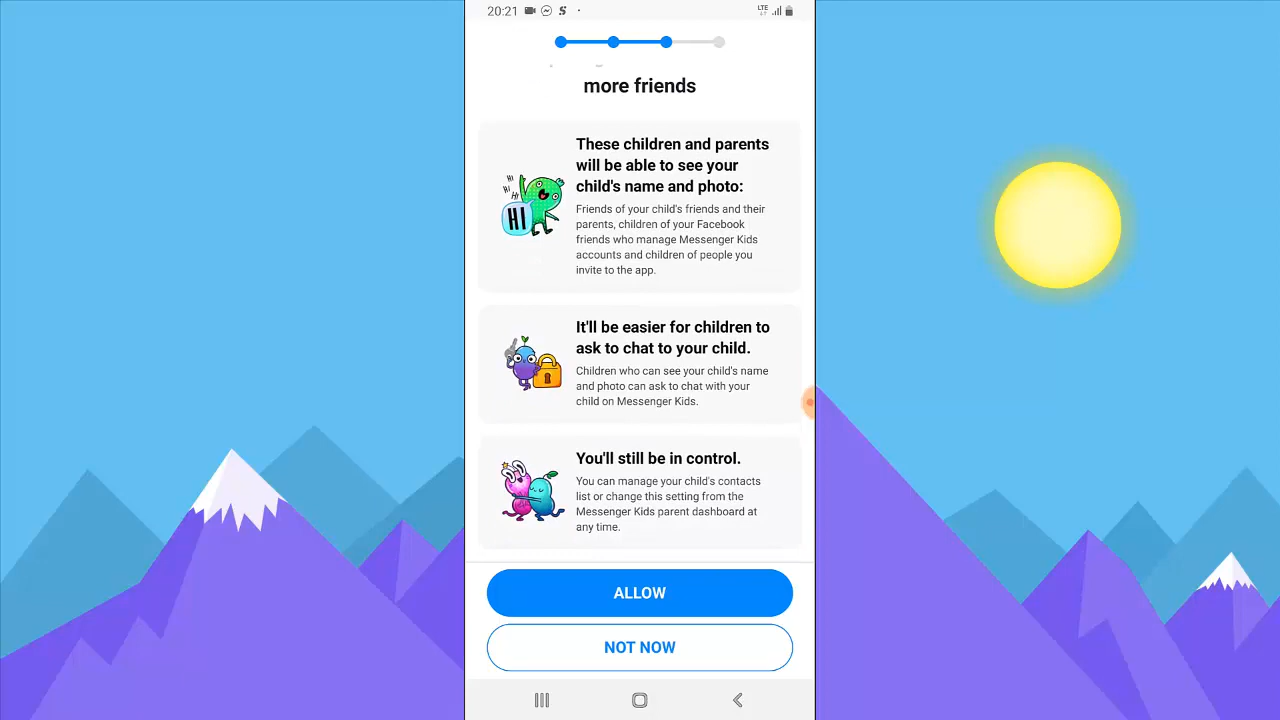 20:21
LTE
more friends
These children and parents
will be able to see your
child's name and photo:
HI
HI
HI
HI
Friends of your child's friends and their
parents, children of your Facebook
friends who manage Messenger Kids
accounts and children of people you
invite to the app.
It'll be easier for children to
ask to chat to your child.
Children who can see your child's name
and photo can ask to chat with your
child on Messenger Kids.
You'll still be in control.
You can manage your child's contacts
list or change this setting from the
Messenger Kids parent dashboard at
any time.
ALLOW
NOT NOW